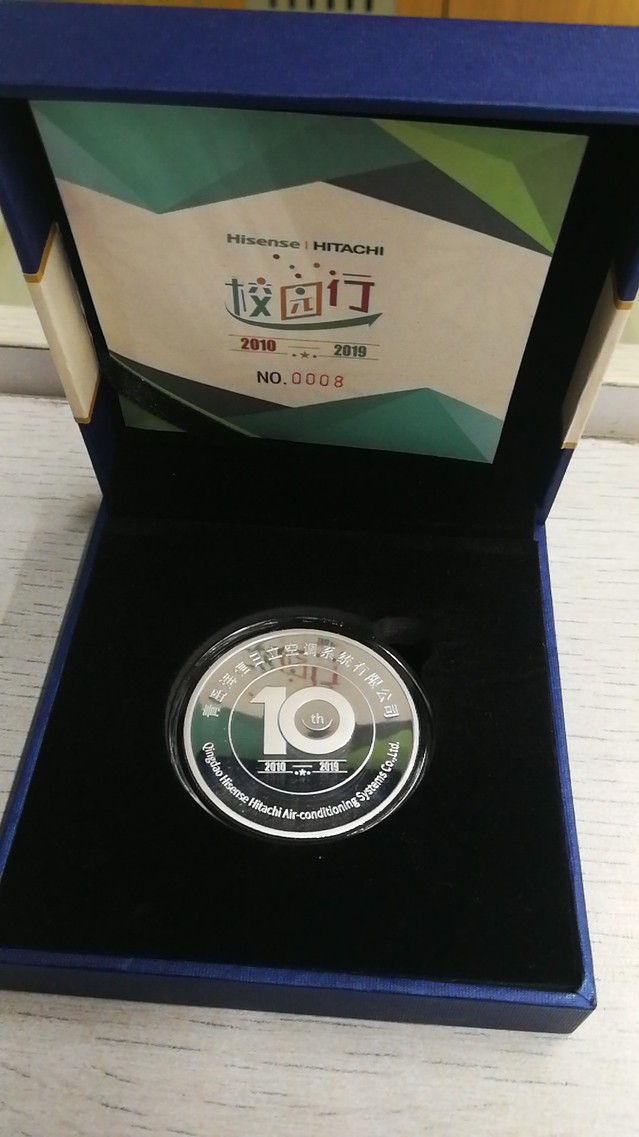 Hisense | HITACHI
校园行
2010 2019
NO.0008
青岛海信日立空调系统有限公司
10th
2010 2019
Qingdao Hisense Hitachi Air-conditioning Systems Co.,Ltd.